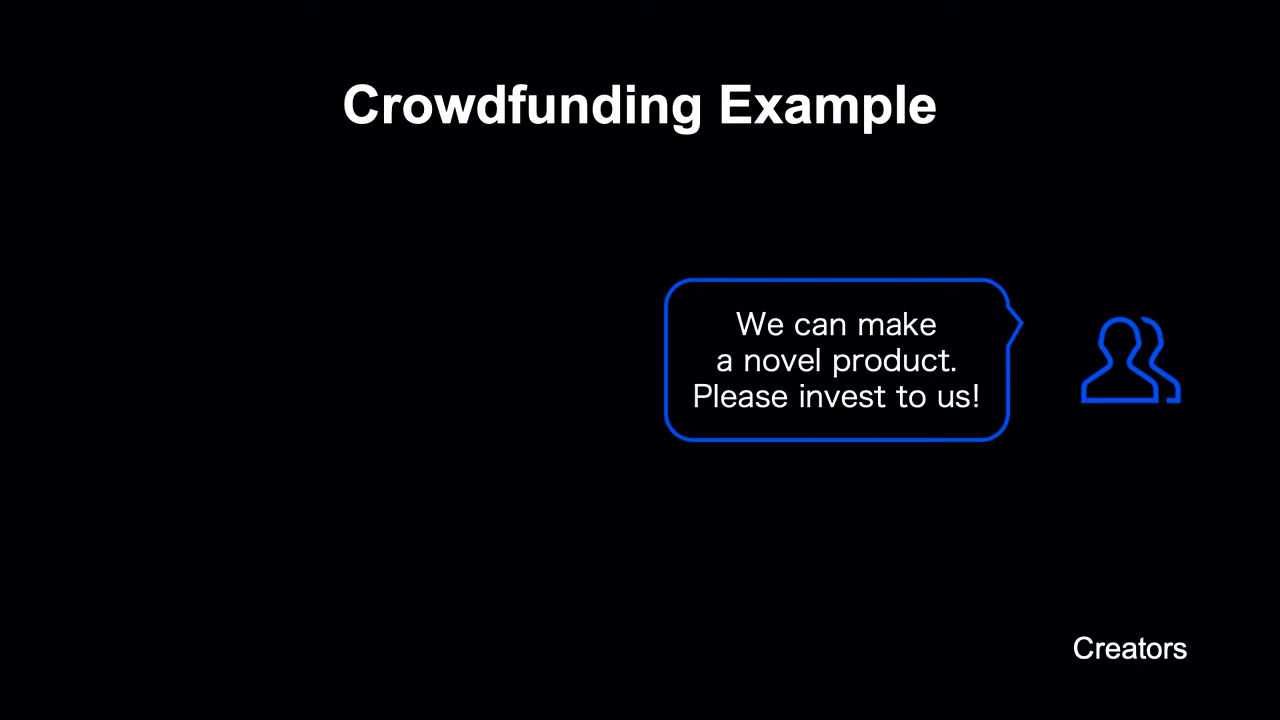 Crowdfunding Example
We can make
a novel product.
Please invest to us!
Creators